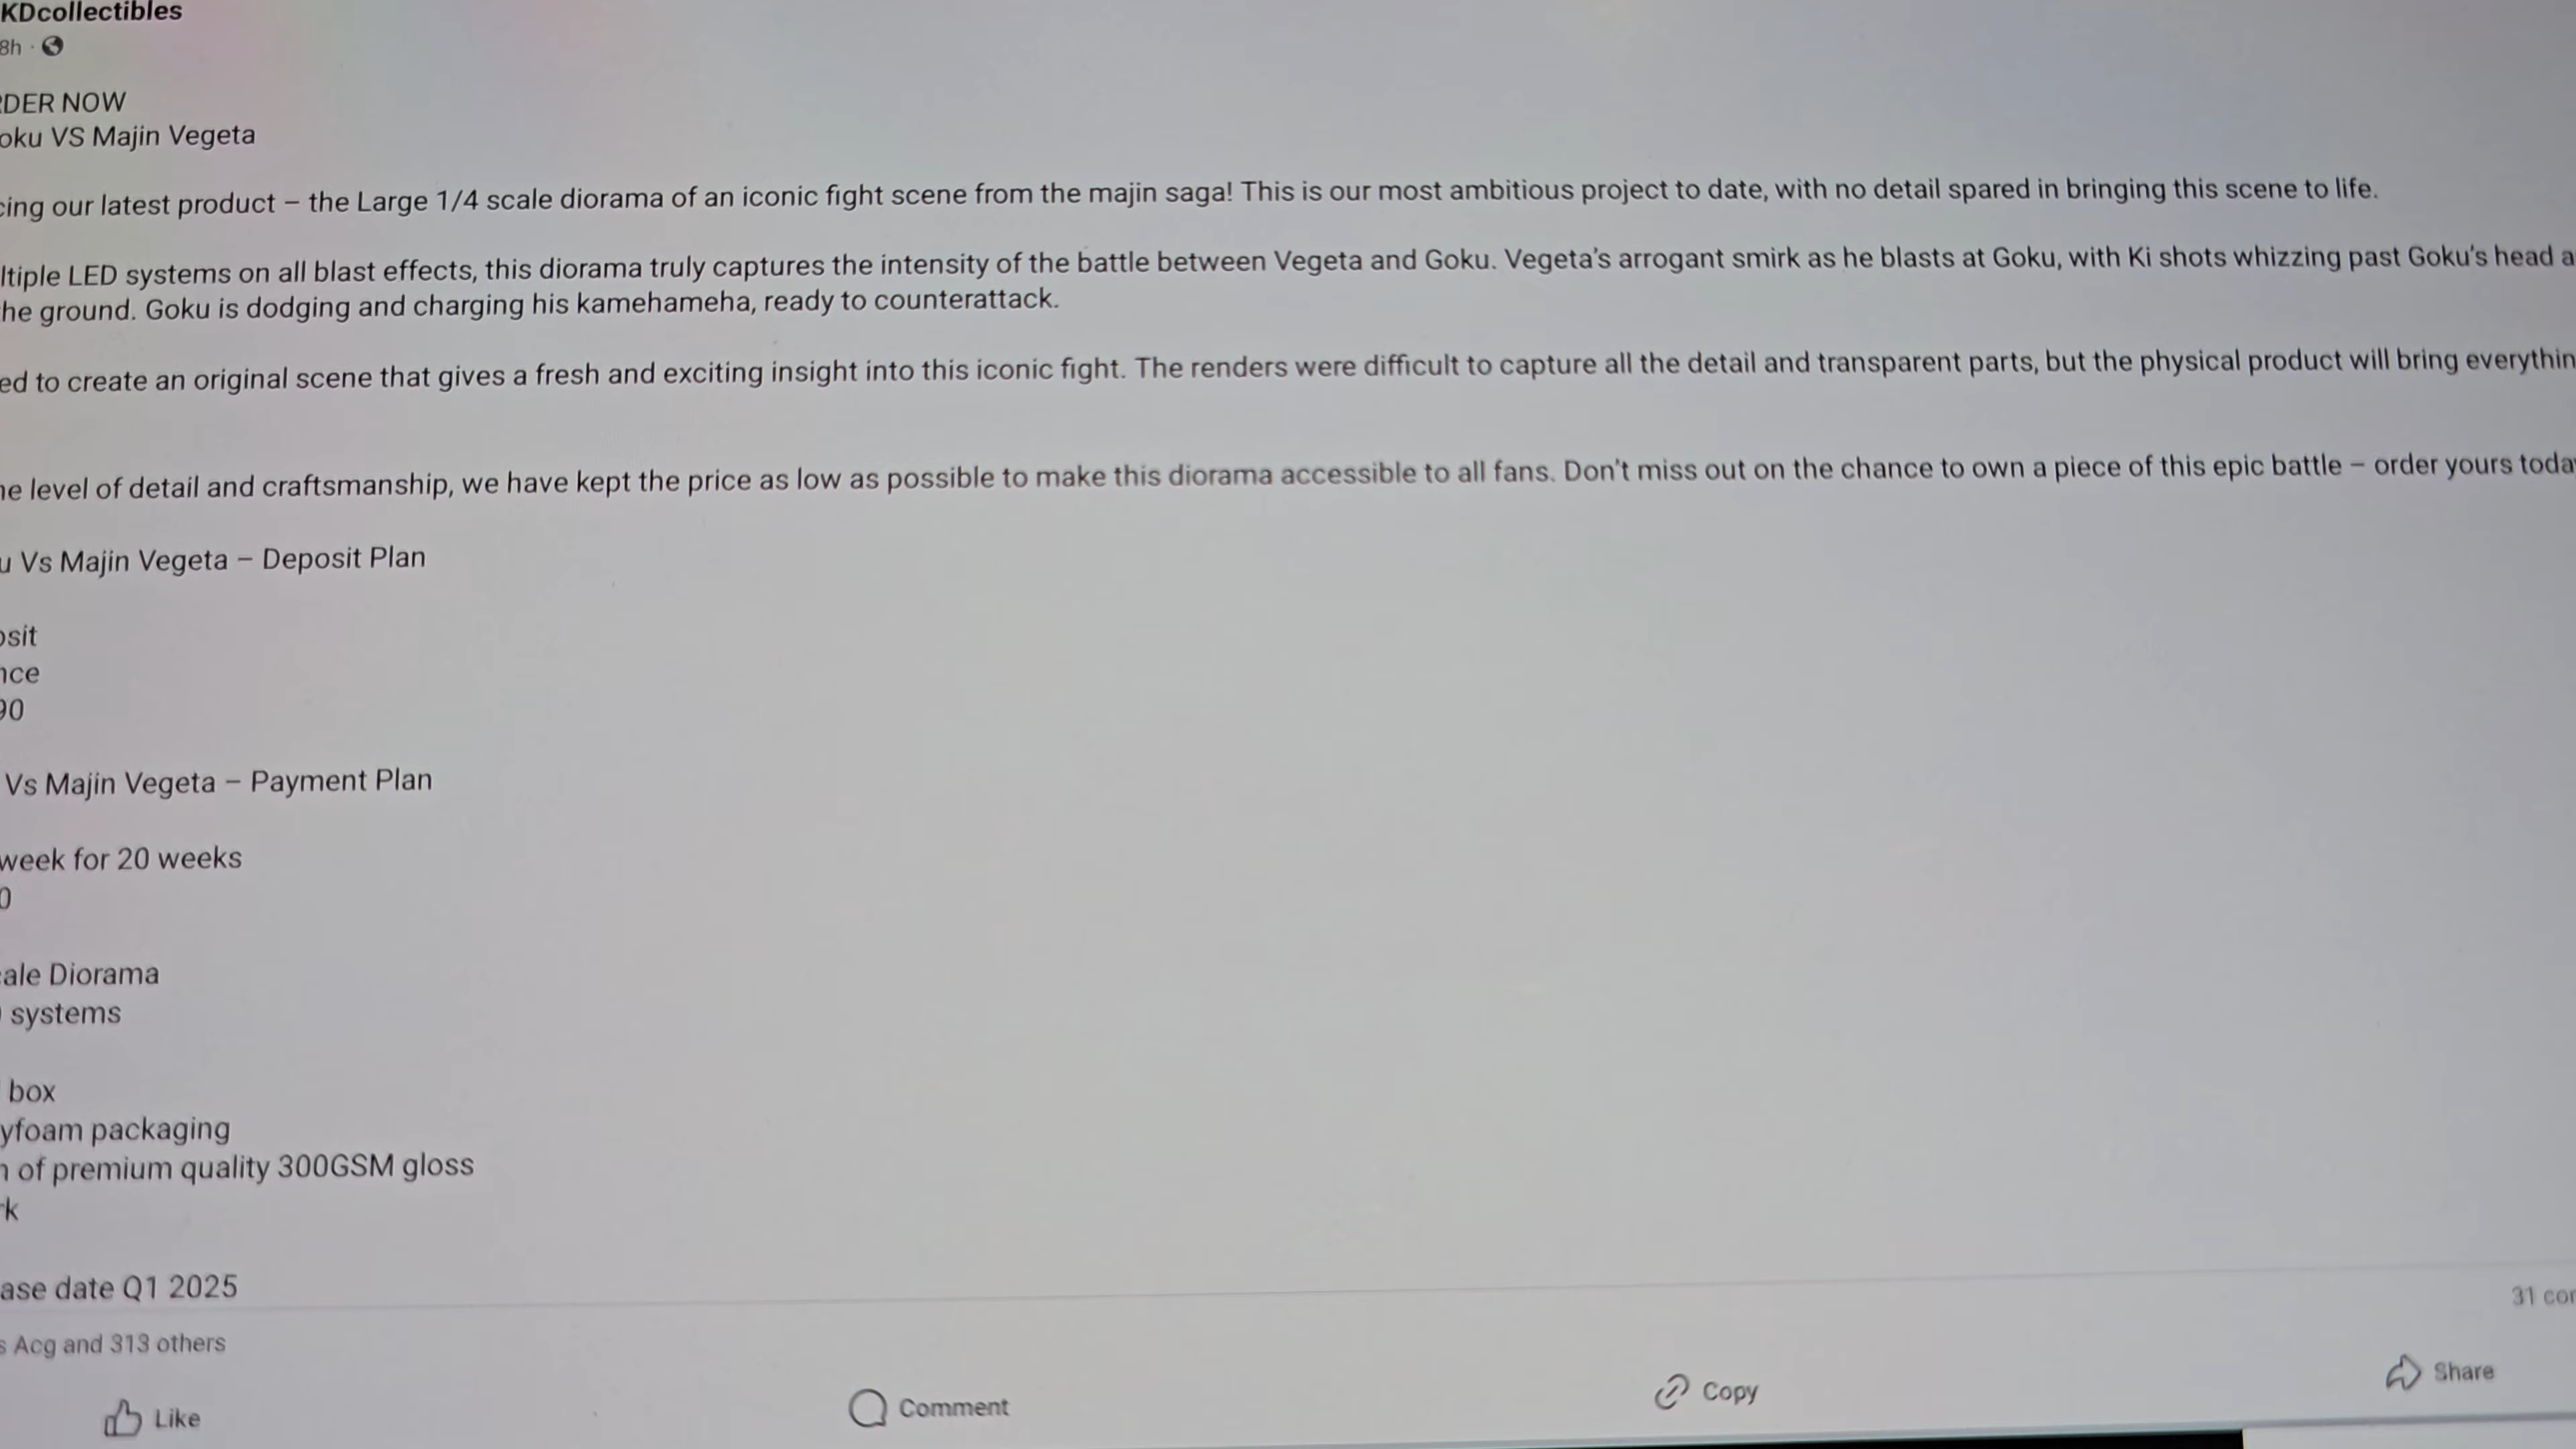 KDcollectibles
8h ·
RDER NOW
oku VS Majin Vegeta
cing our latest product – the Large 1/4 scale diorama of an iconic fight scene from the majin saga! This is our most ambitious project to date, with no detail spared in bringing this scene to life.
ltiple LED systems on all blast effects, this diorama truly captures the intensity of the battle between Vegeta and Goku. Vegeta's arrogant smirk as he blasts at Goku, with Ki shots whizzing past Goku's head a
he ground. Goku is dodging and charging his kamehameha, ready to counterattack.
ed to create an original scene that gives a fresh and exciting insight into this iconic fight. The renders were difficult to capture all the detail and transparent parts, but the physical product will bring everythin
he level of detail and craftsmanship, we have kept the price as low as possible to make this diorama accessible to all fans. Don't miss out on the chance to own a piece of this epic battle – order yours toda
u Vs Majin Vegeta – Deposit Plan
osit
nce
90
Vs Majin Vegeta – Payment Plan
week for 20 weeks
0
ale Diorama
systems
box
yfoam packaging
n of premium quality 300GSM gloss
rk
ase date Q1 2025
31 co
s Acg and 313 others
Like
Comment
Copy
Share